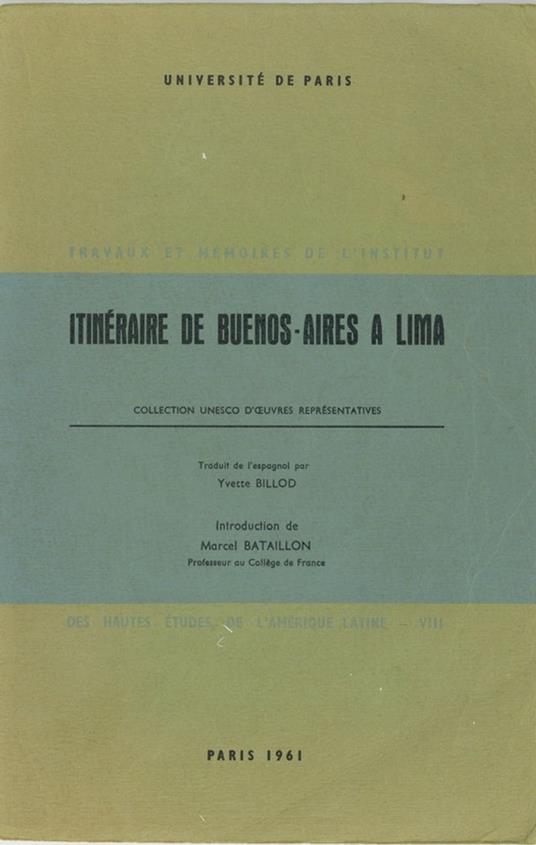 UNIVERSITÉ DE PARIS
TRAVAUX ET MÉMOIRES DE L'INSTITUT
ITINÉRAIRE DE BUENOS-AIRES A LIMA
COLLECTION UNESCO D'ŒUVRES REPRÉSENTATIVES
Traduit de l'espagnol par
Yvette BILLOD
Introduction de
Marcel BATAILLON
Professeur au Collège de France
DES HAUTES ÉTUDES DE L'AMÉRIQUE LATINE - VIII
PARIS 1961